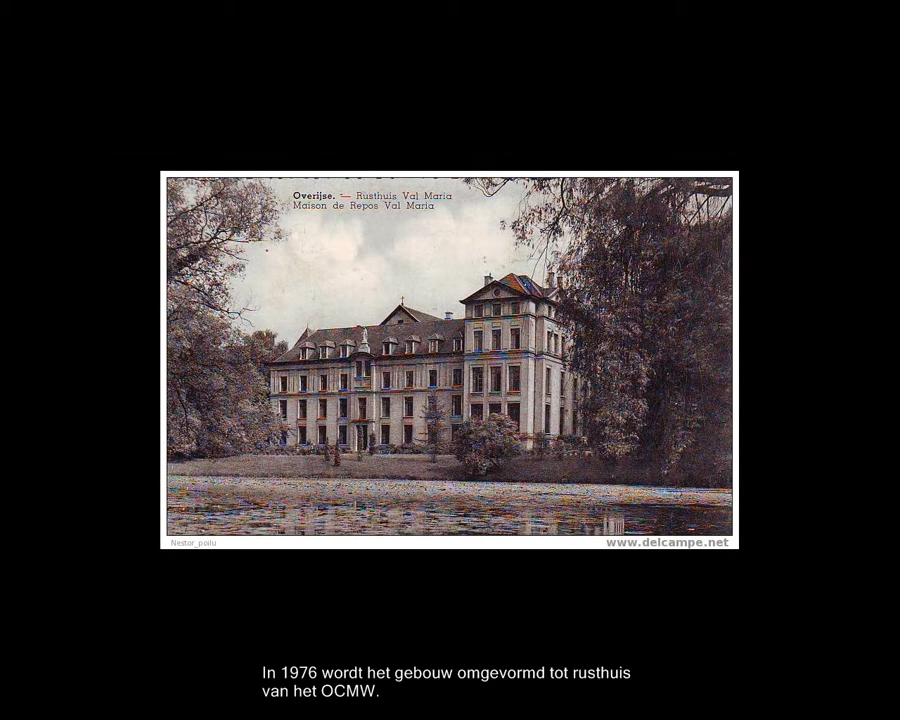 Overijse. — Rusthuis Val Maria
Maison de Repos Val Maria
Nestor_poilu
www.delcampe.net
In 1976 wordt het gebouw omgevormd tot rusthuis
van het OCMW.